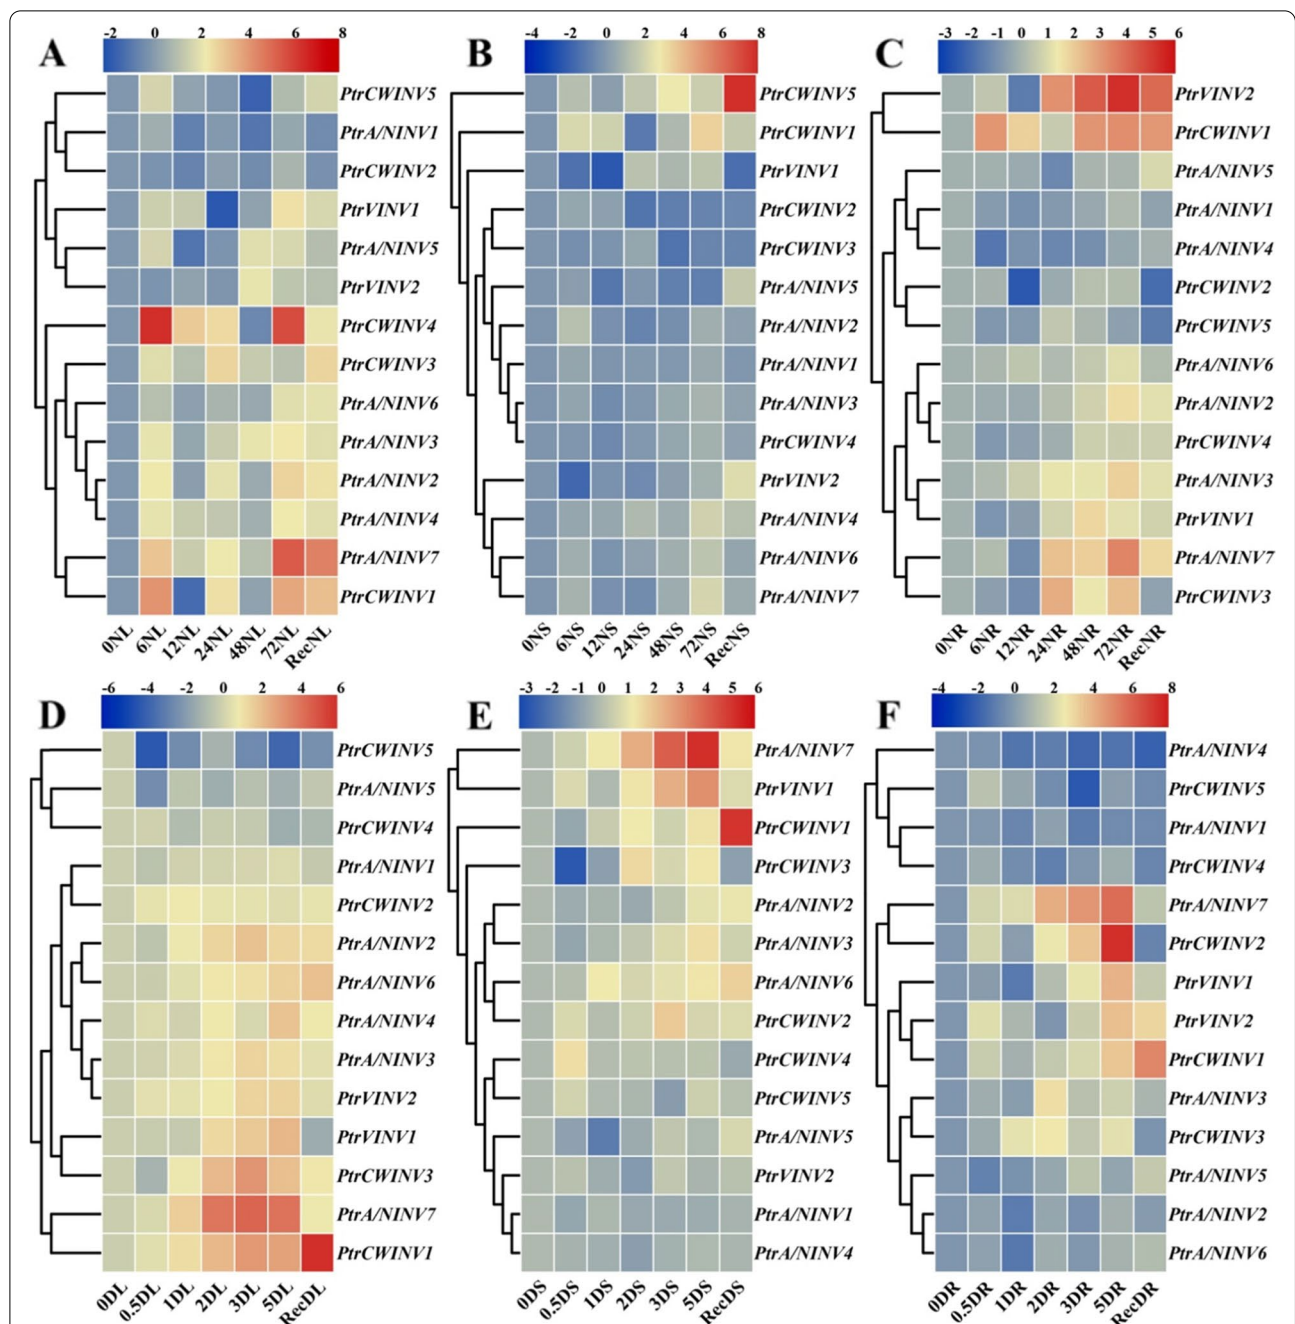 A
-2 0 2 4 6 8
PtrCWINV5
PtrA/NINV1
PtrCWINV2
PtrVINV1
PtrA/NINV5
PtrVINV2
PtrCWINV4
PtrCWINV3
PtrA/NINV6
PtrA/NINV3
PtrA/NINV2
PtrA/NINV4
PtrA/NINV7
PtrCWINV1
0NL 6NL 12NL 24NL 48NL 72NL RecNL
B
-4 -2 0 2 4 6 8
PtrCWINV5
PtrCWINV1
PtrVINV1
PtrCWINV2
PtrCWINV3
PtrA/NINV5
PtrA/NINV2
PtrA/NINV1
PtrA/NINV3
PtrCWINV4
PtrVINV2
PtrA/NINV4
PtrA/NINV6
PtrA/NINV7
0NS 6NS 12NS 24NS 48NS 72NS RecNS
C
-3 -1 0 1 2 3 4 5 6
PtrVINV2
PtrCWINV1
PtrA/NINV5
PtrA/NINV1
PtrA/NINV4
PtrCWINV2
PtrCWINV5
PtrA/NINV6
PtrA/NINV2
PtrCWINV4
PtrA/NINV3
PtrVINV1
PtrA/NINV7
PtrCWINV3
0NR 6NR 12NR 24NR 48NR 72NR RecNR
D
-6 -4 -2 0 2 4 6
PtrCWINV5
PtrA/NINV5
PtrCWINV4
PtrA/NINV1
PtrCWINV2
PtrA/NINV2
PtrA/NINV6
PtrA/NINV4
PtrA/NINV3
PtrVINV2
PtrVINV1
PtrCWINV3
PtrA/NINV7
PtrCWINV1
0DL 0.5DL 1DL 2DL 3DL 5DL RecDL
E
-3 -2 -1 0 1 2 3 4 5 6
PtrA/NINV7
PtrVINV1
PtrCWINV1
PtrCWINV3
PtrA/NINV2
PtrA/NINV3
PtrA/NINV6
PtrCWINV2
PtrCWINV4
PtrCWINV5
PtrA/NINV5
PtrVINV2
PtrA/NINV1
PtrA/NINV4
0DS 0.5DS 1DS 2DS 3DS 5DS RecDS
F
-4 -2 0 2 4 6 8
PtrA/NINV4
PtrCWINV5
PtrA/NINV1
PtrCWINV4
PtrA/NINV7
PtrCWINV2
PtrVINV1
PtrVINV2
PtrCWINV1
PtrA/NINV3
PtrCWINV3
PtrA/NINV5
PtrA/NINV2
PtrA/NINV6
0DR 0.5DR 1DR 2DR 3DR 5DR RecDR